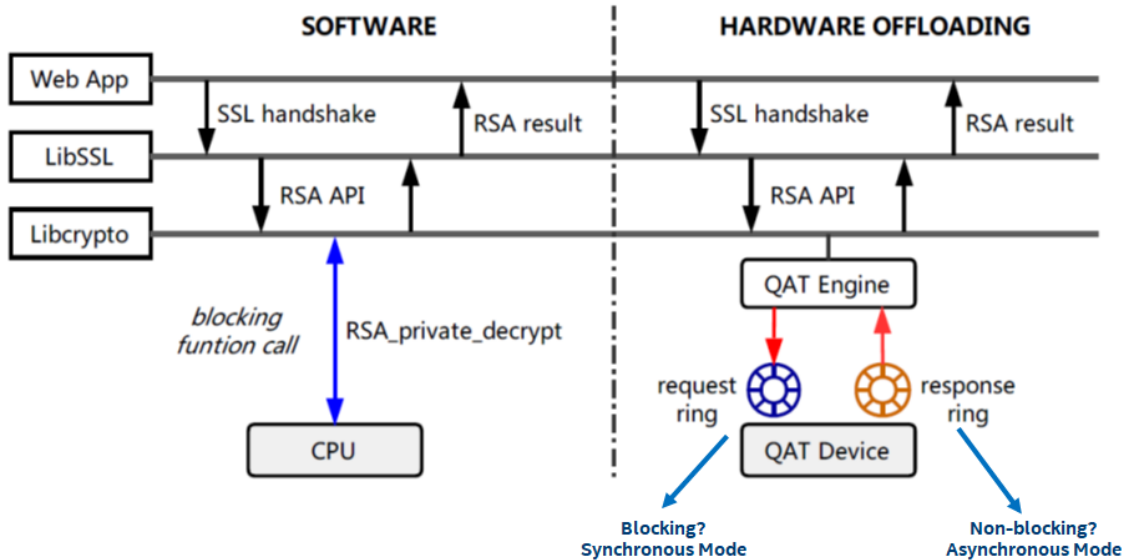 SOFTWARE
HARDWARE OFFLOADING
Web App
SSL handshake
RSA result
SSL handshake
RSA result
LibSSL
RSA API
RSA API
Libcrypto
QAT Engine
blocking
funtion call
RSA_private_decrypt
request
ring
response
ring
CPU
QAT Device
Blocking?
Synchronous Mode
Non-blocking?
Asynchronous Mode